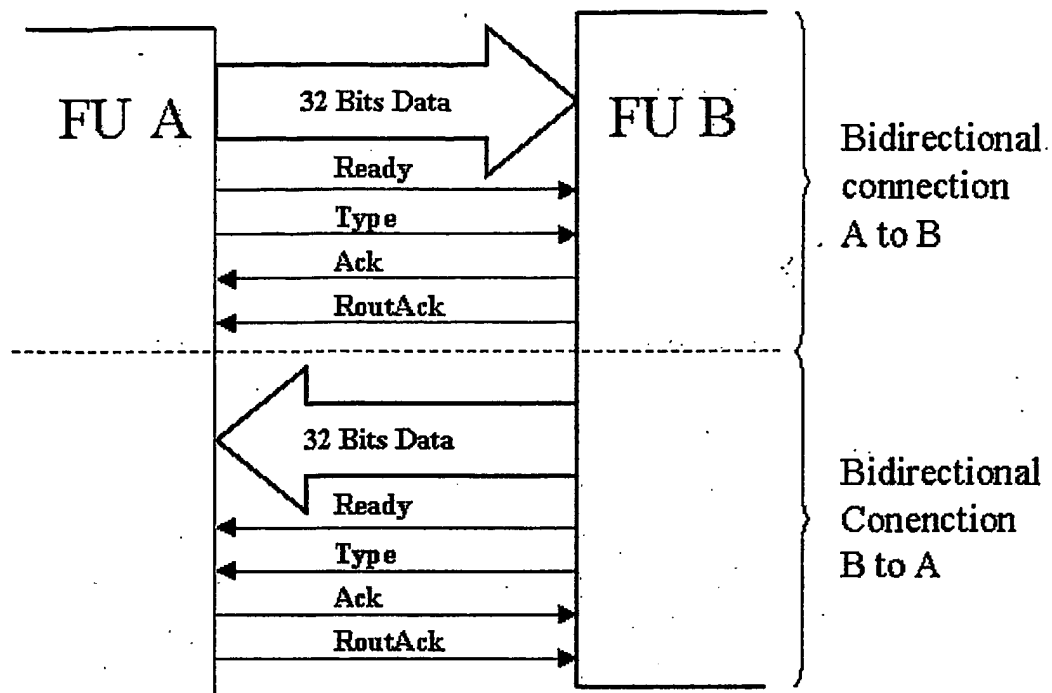 FU A
32 Bits Data
FU B
Ready
Type
Ack
RoutAck
Bidirectional
connection
A to B
32 Bits Data
Ready
Type
Ack
RoutAck
Bidirectional
Conenction
B to A